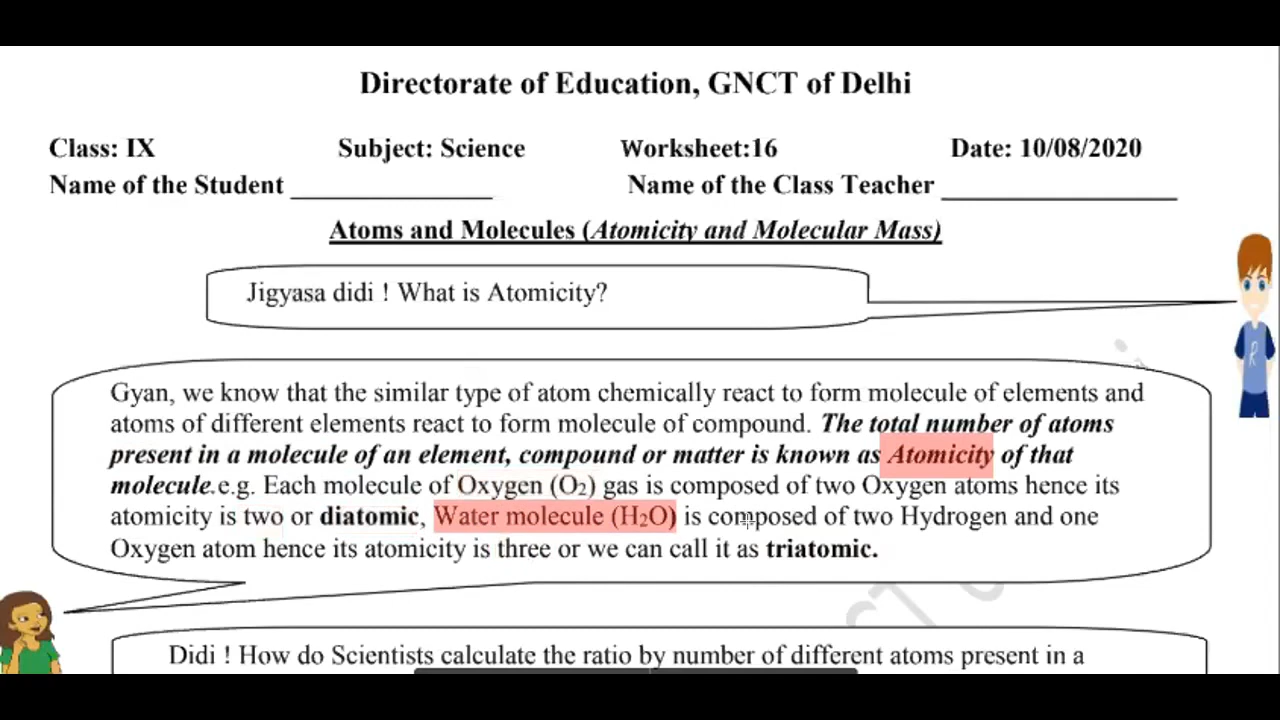 Directorate of Education, GNCT of Delhi
Class: IX Subject: Science Worksheet:16 Date: 10/08/2020
Name of the Student ______________ Name of the Class Teacher ________________
Atoms and Molecules (Atomicity and Molecular Mass)
Jigyasa didi ! What is Atomicity?
Gyan, we know that the similar type of atom chemically react to form molecule of elements and
atoms of different elements react to form molecule of compound. The total number of atoms
present in a molecule of an element, compound or matter is known as Atomicity of that
molecule.e.g. Each molecule of Oxygen (O₂) gas is composed of two Oxygen atoms hence its
atomicity is two or diatomic, Water molecule (H₂O) is composed of two Hydrogen and one
Oxygen atom hence its atomicity is three or we can call it as triatomic.
Didi ! How do Scientists calculate the ratio by number of different atoms present in a